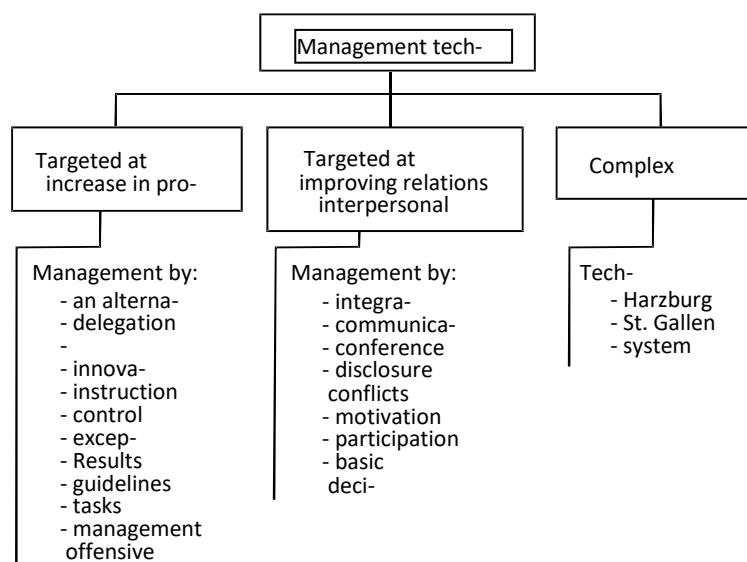 Management tech-
Targeted at
increase in pro-
Targeted at
improving relations
interpersonal
Complex
Management by:
- an alterna-
- delegation
-
- innova-
- instruction
- control
- excep-
- Results
- guidelines
- tasks
- management
offensive
Management by:
- integra-
- communica-
- conference
- disclosure
conflicts
- motivation
- participation
- basic
deci-
Tech-
- Harzburg
- St. Gallen
- system